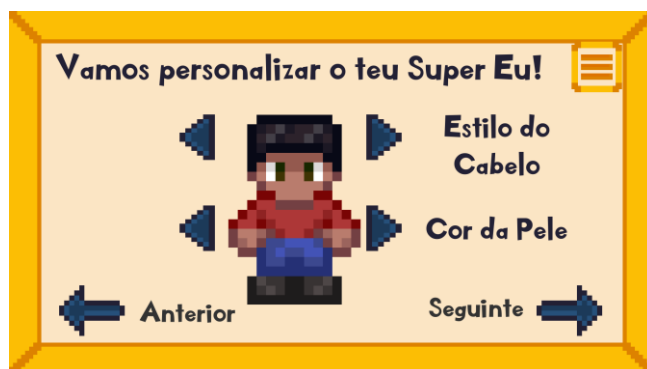 Vamos personalizar o teu Super Eu!
Estilo do
Cabelo
Cor da Pele
Anterior
Seguinte